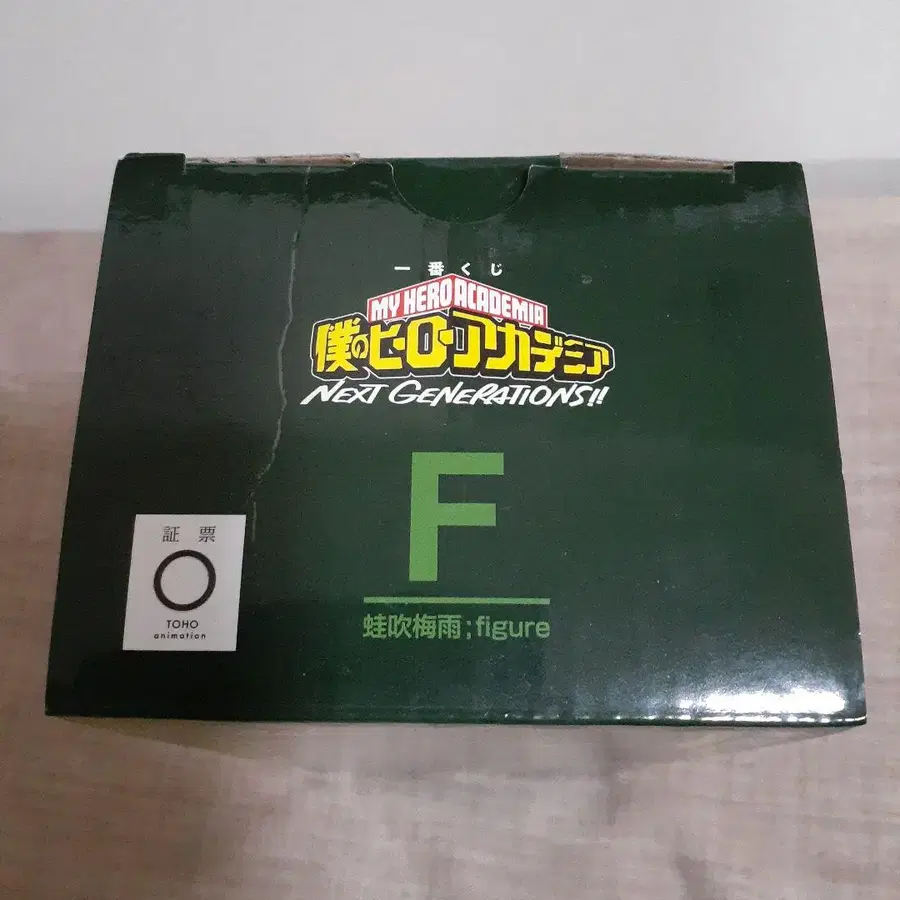 一番くじ
MY HERO ACADEMIA
僕のヒーローアカデミア
NEXT GENERATIONS!!
F
蛙吹梅雨;figure
証票
TOHO
animation